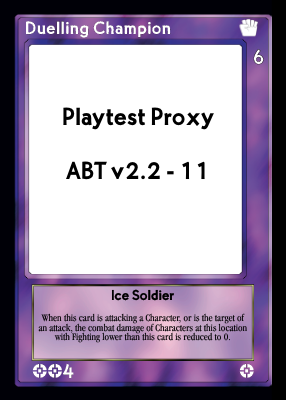 Duelling Champion
6
Playtest Proxy
ABT v2.2 - 11
Ice Soldier
When this card is attacking a Character, or is the target of
an attack, the combat damage of Characters at this location
with Fighting lower than this card is reduced to 0.
4